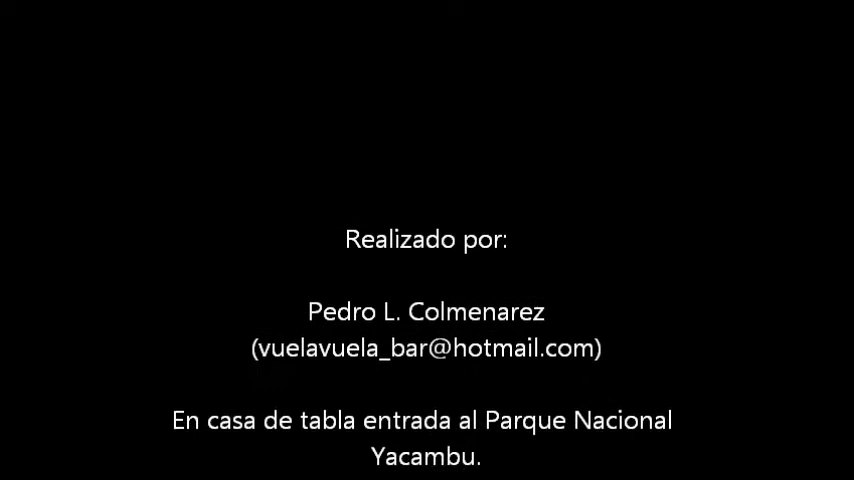 Realizado por:
Pedro L. Colmenarez
(vuelavuela_bar@hotmail.com)
En casa de tabla entrada al Parque Nacional
Yacambu.